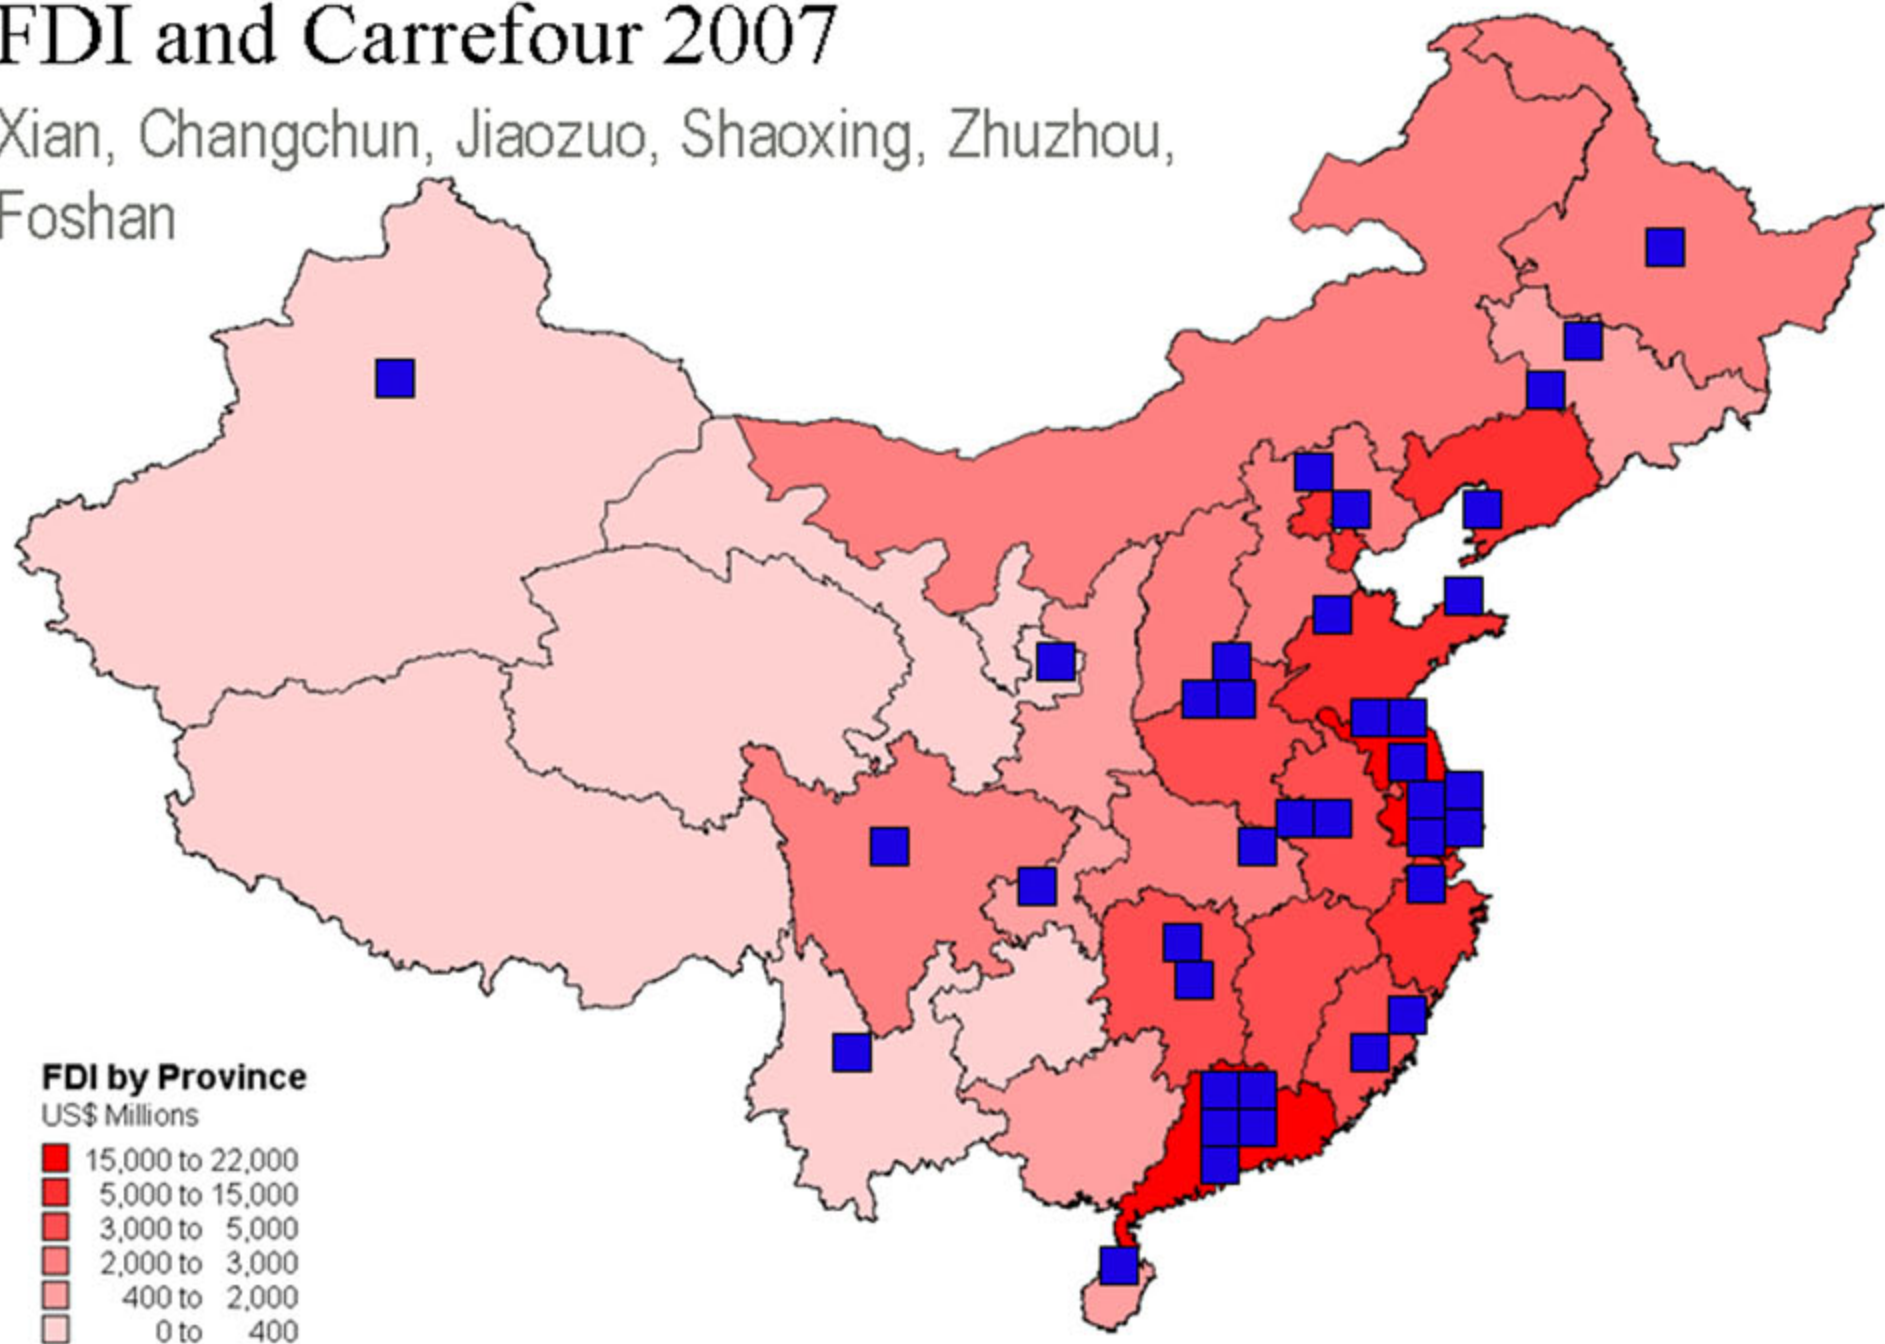 FDI and Carrefour 2007
Xian, Changchun, Jiaozuo, Shaoxing, Zhuzhou,
Foshan
FDI by Province
US$ Millions
15,000 to 22,000
5,000 to 15,000
3,000 to 5,000
2,000 to 3,000
400 to 2,000
0 to 400